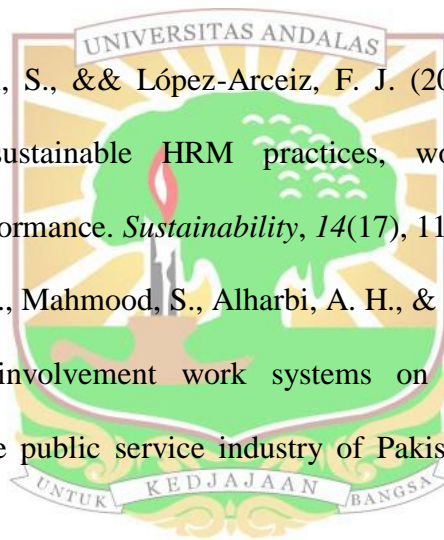 UNIVERSITAS ANDALAS
S., && López-Arceiz, F. J. (20
sustainable HRM practices, wo
formance. Sustainability, 14(17), 11
., Mahmood, S., Alharbi, A. H., &
involvement work systems on
e public service industry of Pakis
UNTUK KEDJAJAAN BANGSA